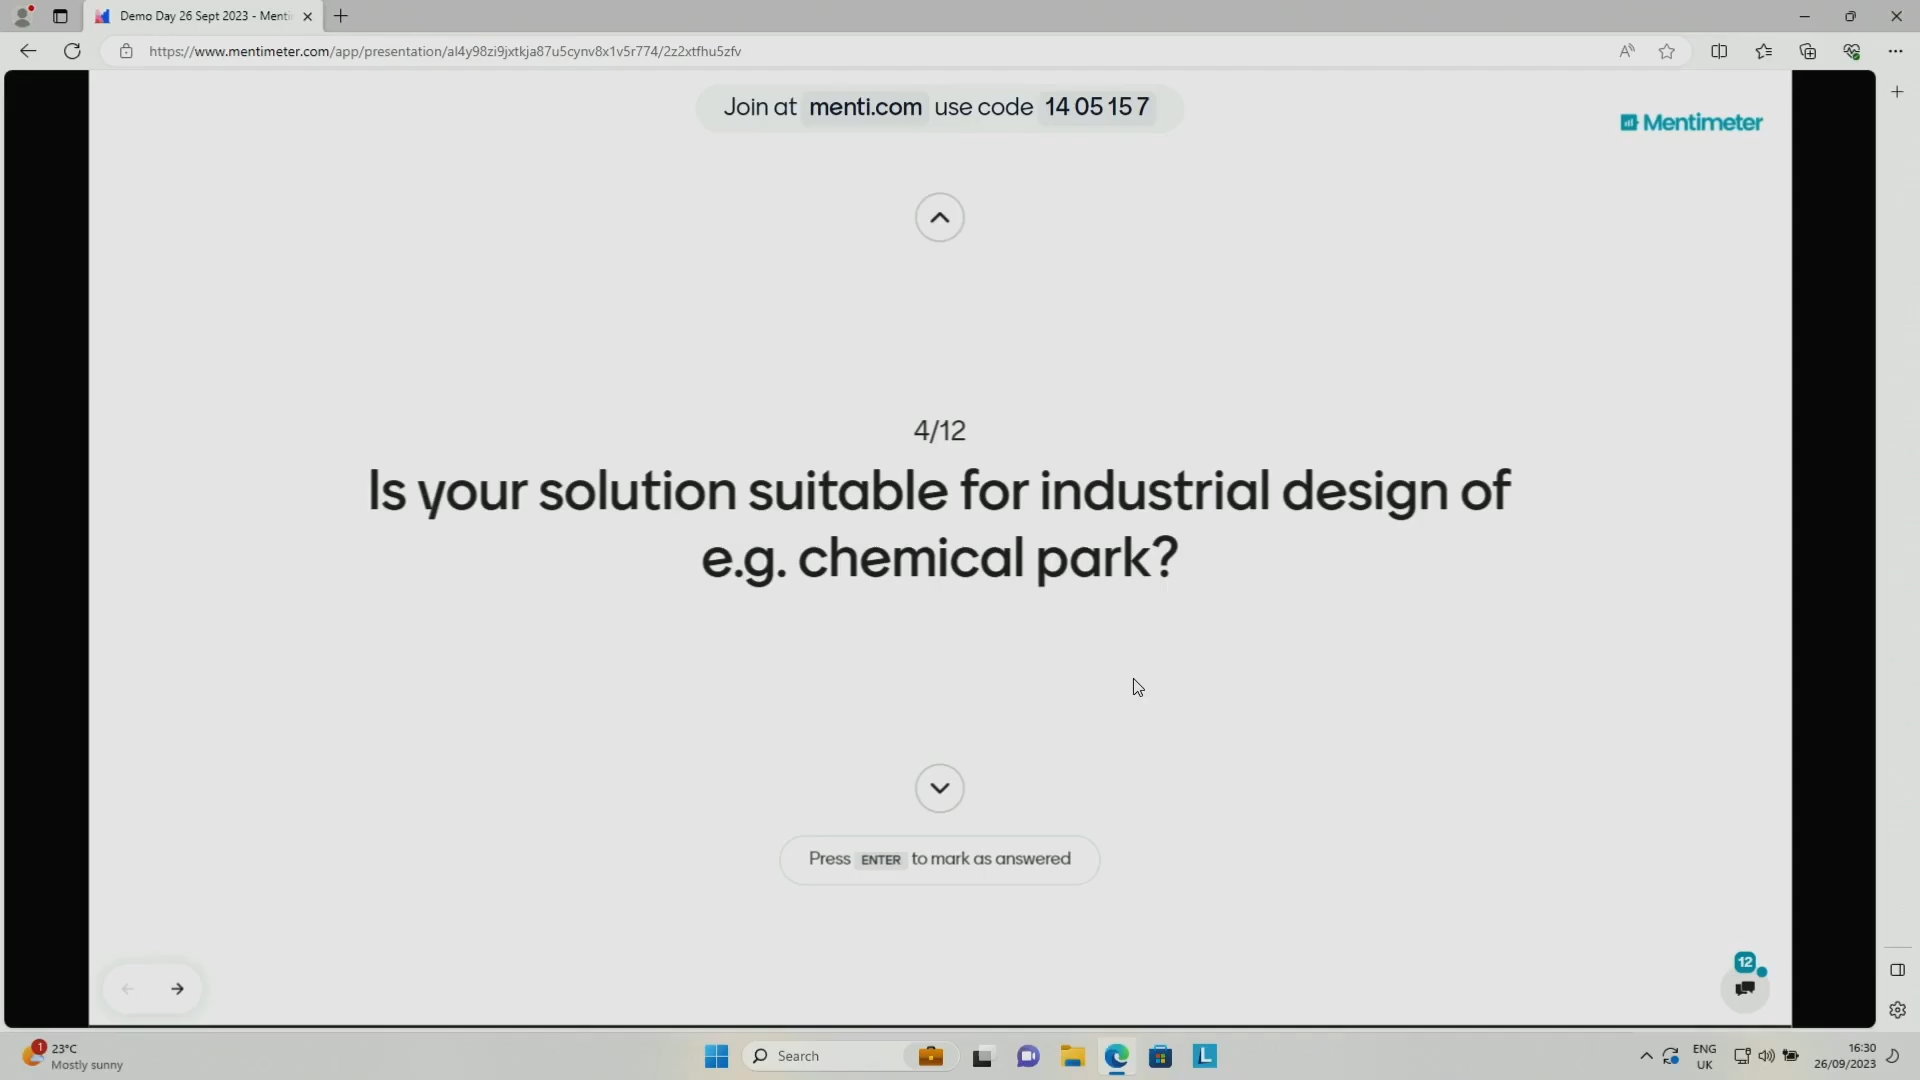 Demo Day 26 Sept 2023 - Menti
https://www.mentimeter.com/app/presentation/al4y98zi9jxtkja87u5cynv8x1v5r774/2z2xtfhu5zfv
Join at menti.com use code 14 05 15 7
Mentimeter
4/12
Is your solution suitable for industrial design of
e.g. chemical park?
Press ENTER to mark as answered
12
1
23°C
Mostly sunny
Search
L
ENG
UK
16:30
26/09/2023